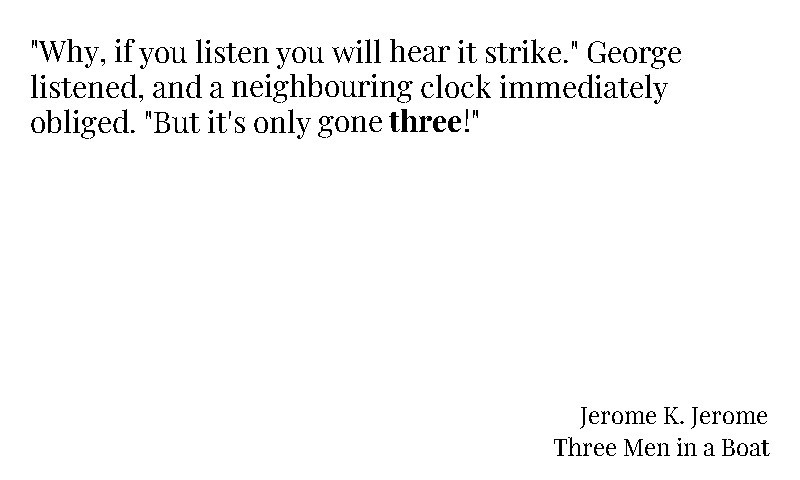 "Why, if you listen you will hear it strike." George
listened, and a neighbouring clock immediately
obliged. "But it's only gone three!"
Jerome K. Jerome
Three Men in a Boat